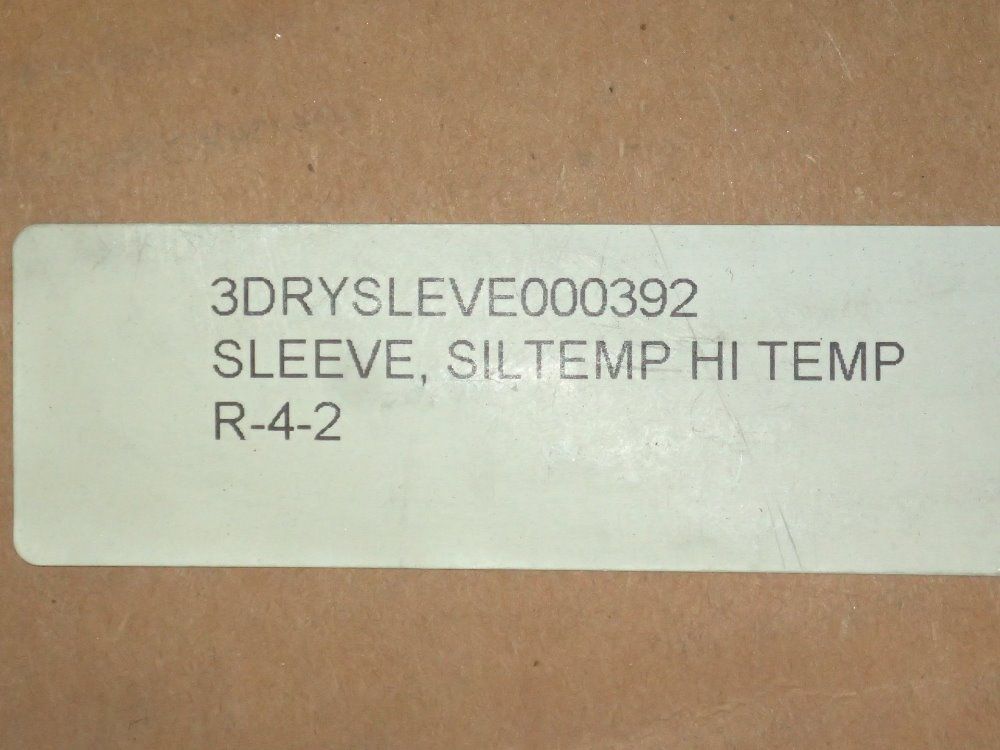 3DRYSLEVE000392
SLEEVE, SILTEMP HI TEMP
R-4-2